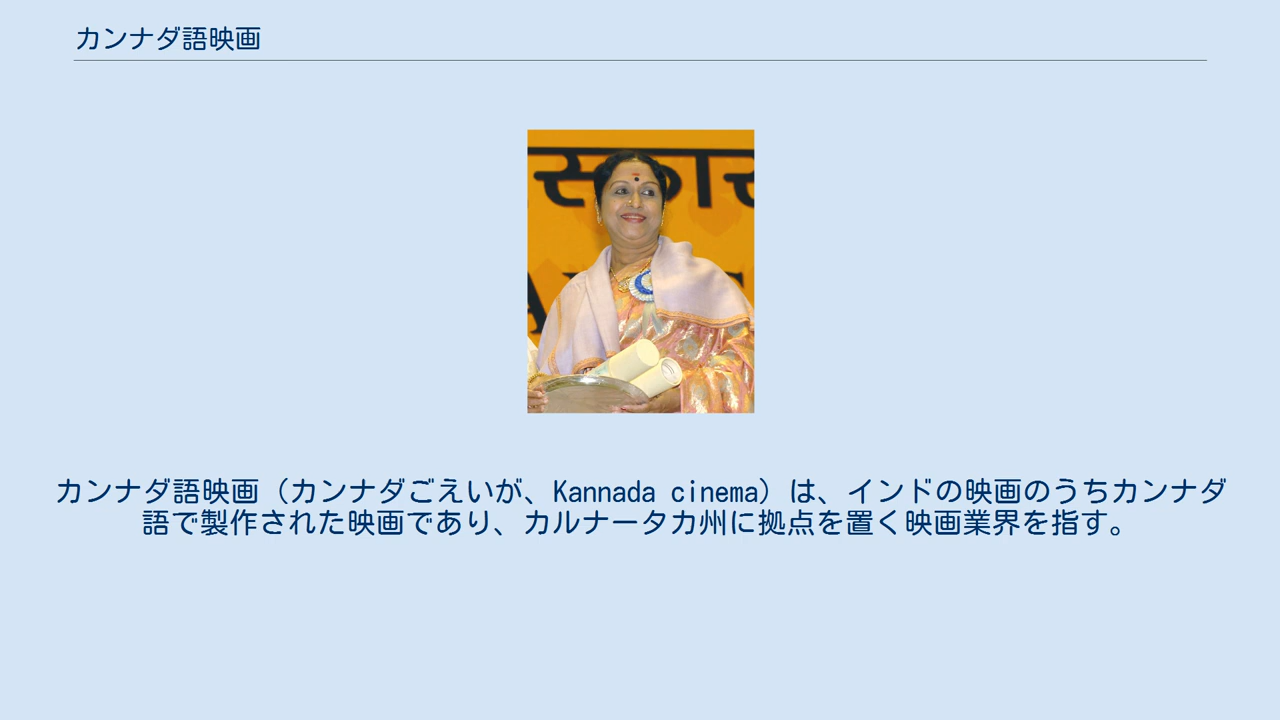 カンナダ語映画
カンナダ語映画（カンナダごえいが、Kannada cinema）は、インドの映画のうちカンナダ
語で製作された映画であり、カルナータカ州に拠点を置く映画業界を指す。